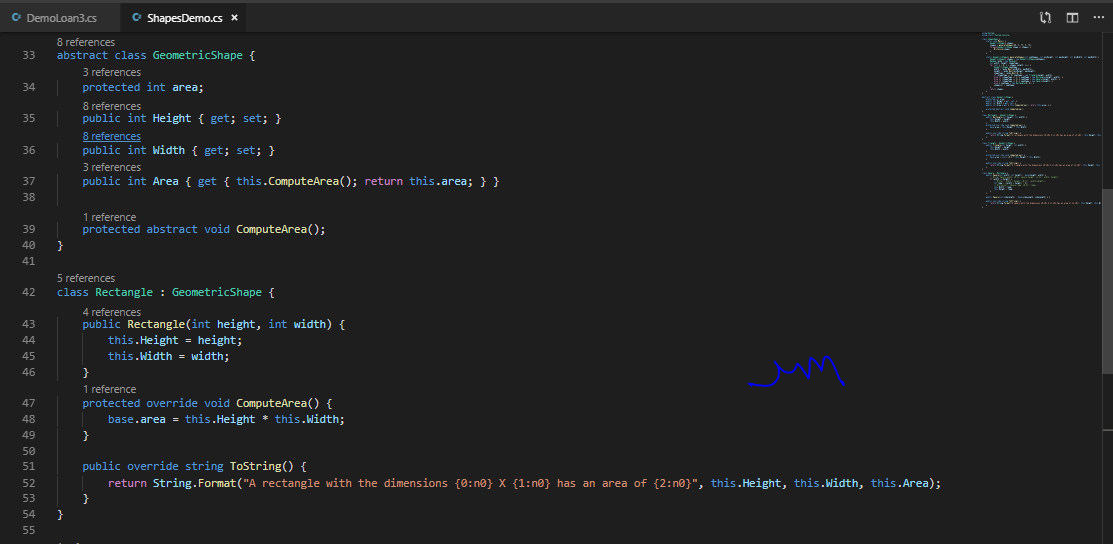 DemoLoan3.cs ShapesDemo.cs
8 references
33 abstract class GeometricShape {
3 references
34 protected int area;
8 references
35 public int Height { get; set; }
8 references
36 public int Width { get; set; }
3 references
37 public int Area { get { this.ComputeArea(); return this.area; } }
38
1 reference
39 protected abstract void ComputeArea();
40 }
41
5 references
42 class Rectangle : GeometricShape {
4 references
43 public Rectangle(int height, int width) {
44 this.Height = height;
45 this.Width = width;
46 }
1 reference
47 protected override void ComputeArea() {
48 base.area = this.Height * this.Width;
49 }
50
51 public override string ToString() {
52 return String.Format("A rectangle with the dimensions {0:n0} X {1:n0} has an area of {2:n0}", this.Height, this.Width, this.Area);
53 }
54 }
55